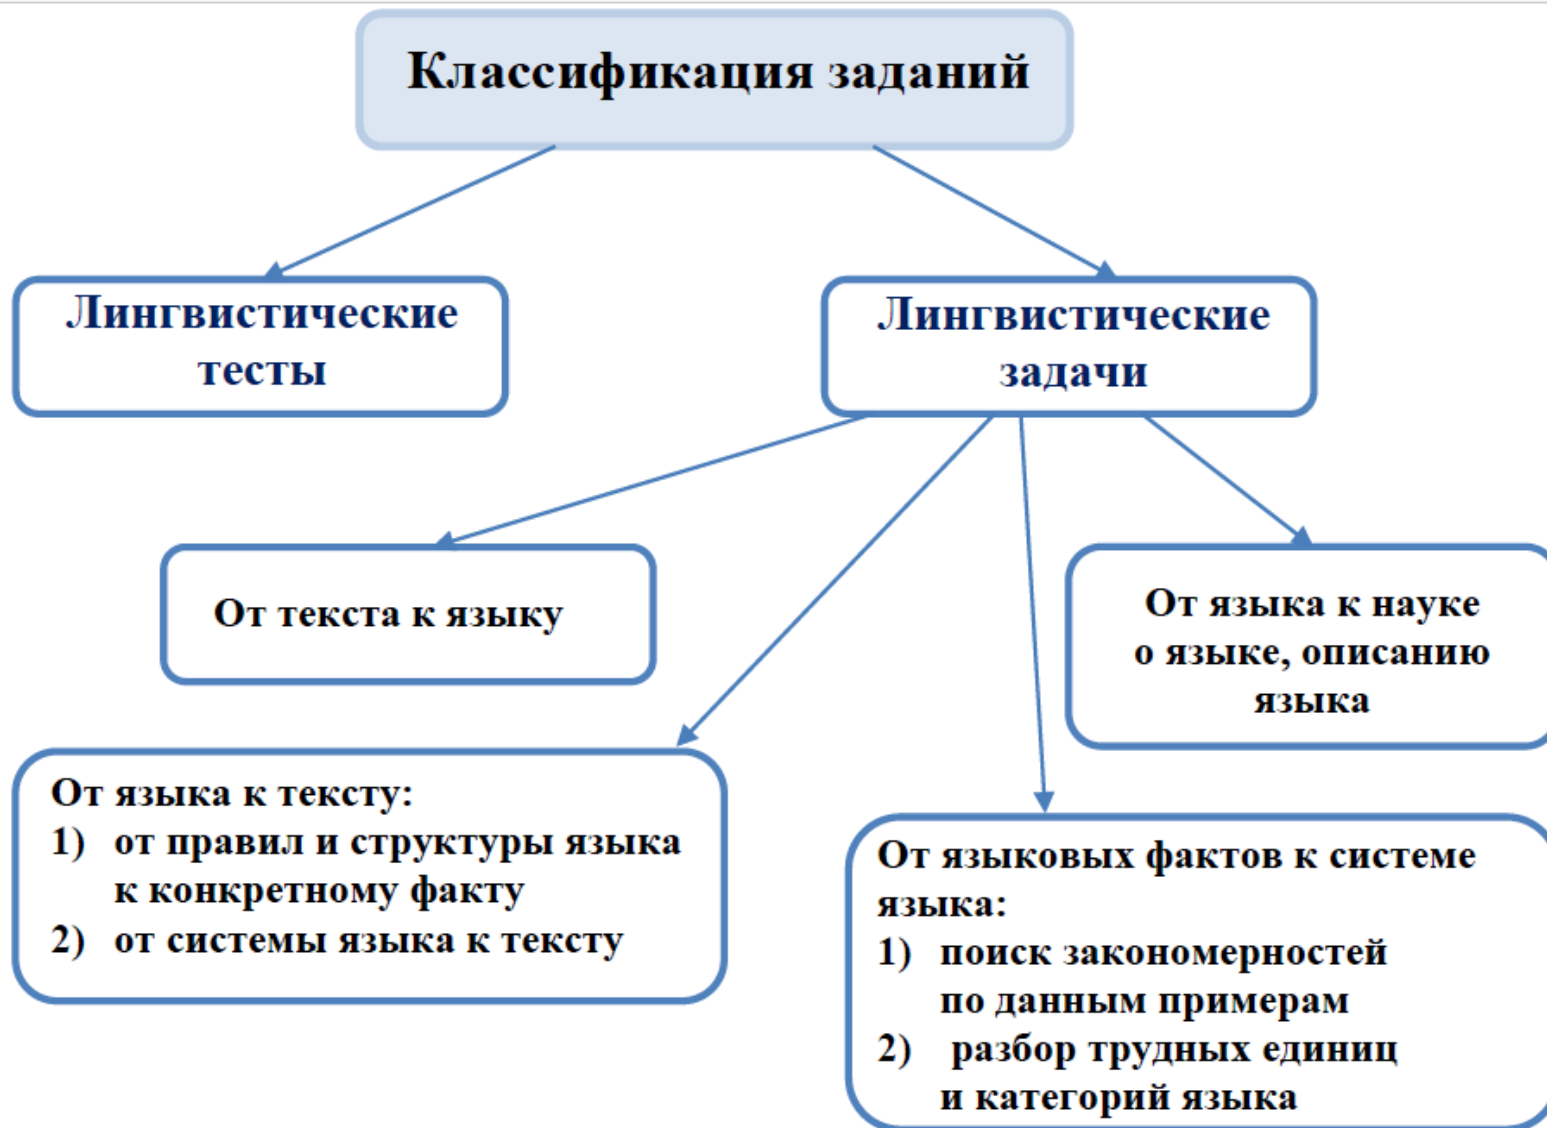 Классификация заданий
Лингвистические
тесты
Лингвистические
задачи
От текста к языку
От языка к науке
о языке, описанию
языка
От языка к тексту:
1) от правил и структуры языка
к конкретному факту
2) от системы языка к тексту
От языковых фактов к системе
языка:
1) поиск закономерностей
по данным примерам
2) разбор трудных единиц
и категорий языка